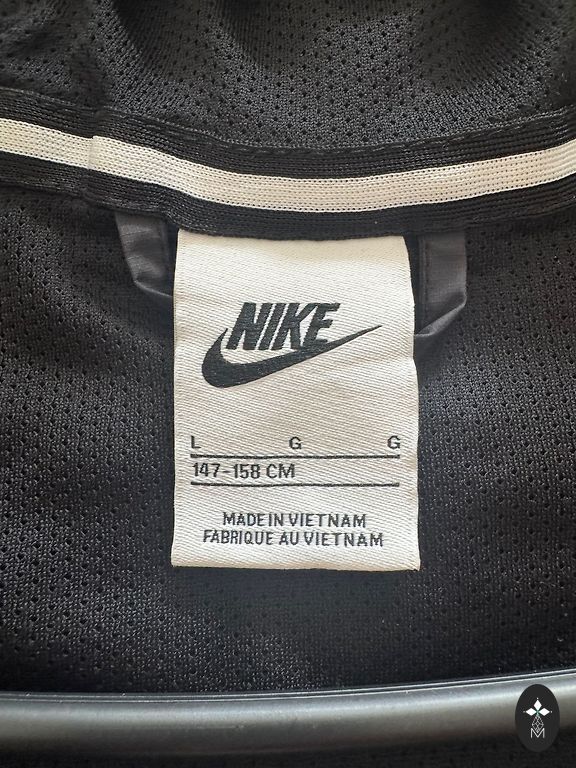 NIKE
L G G
147-158 CM
MADE IN VIETNAM
FABRIQUE AU VIETNAM
M